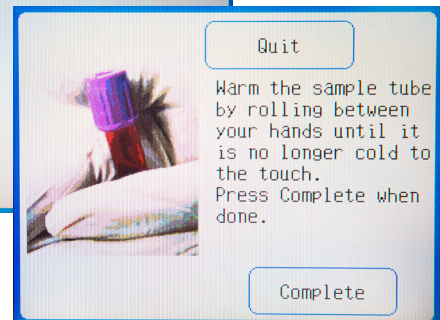 Quit
Warm the sample tube
by rolling between
your hands until it
is no longer cold to
the touch.
Press Complete when
done.
Complete